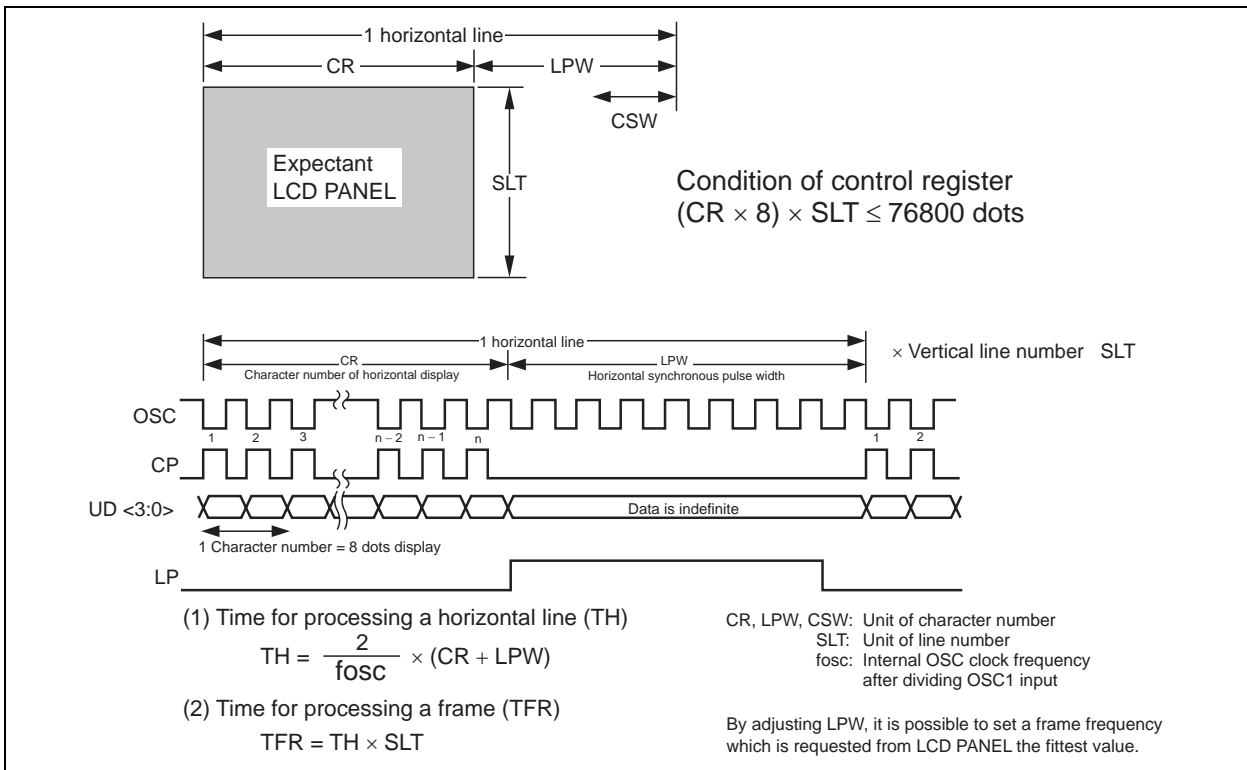 1 horizontal line
CR
LPW
CSW
Expectant
LCD PANEL
SLT
Condition of control register
(CR × 8) × SLT ≤ 76800 dots
1 horizontal line
× Vertical line number SLT
CR
Character number of horizontal display
LPW
Horizontal synchronous pulse width
OSC
1 2 3 n – 2 n – 1 n 1 2
CP
UD <3:0>
Data is indefinite
1 Character number = 8 dots display
LP
(1) Time for processing a horizontal line (TH)
TH = 2 / fosc × (CR + LPW)
(2) Time for processing a frame (TFR)
TFR = TH × SLT
CR, LPW, CSW: Unit of character number
SLT: Unit of line number
fosc: Internal OSC clock frequency
after dividing OSC1 input
By adjusting LPW, it is possible to set a frame frequency
which is requested from LCD PANEL the fittest value.